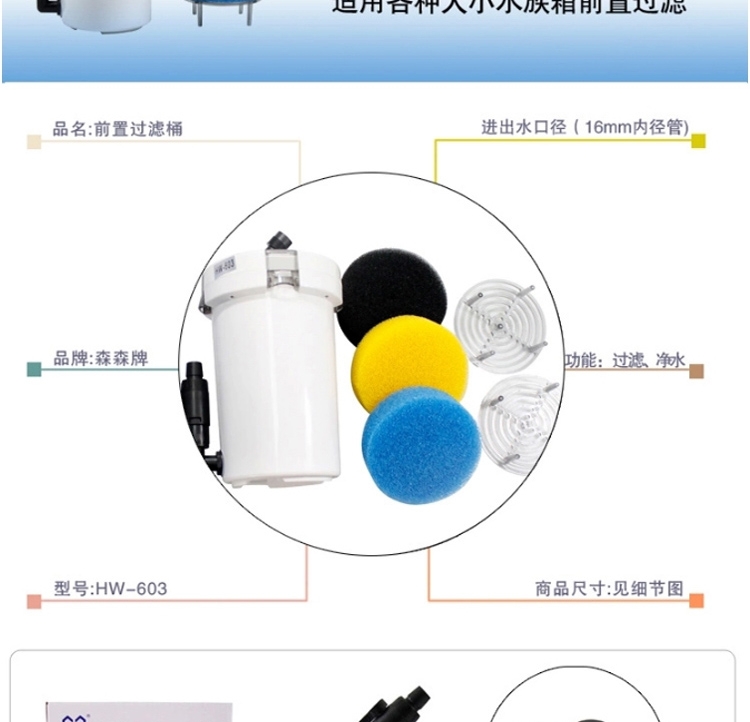 适用各种大小水族箱前置过滤
品名:前置过滤桶
进出水口径（16mm内径管)
HW-603
品牌:森森牌
功能：过滤、净水
型号:HW-603
商品尺寸:见细节图